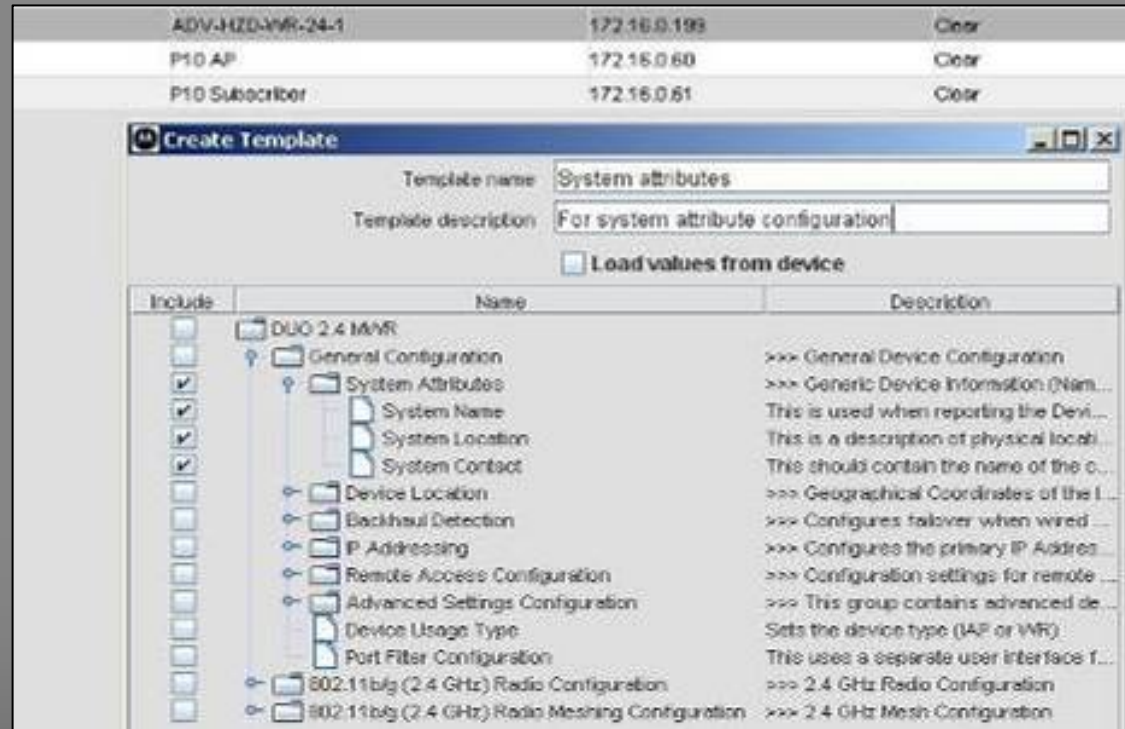 ADV-HZD-WR-24-1 172.16.0.199 Clear
P10 AP 172.16.0.60 Clear
P10 Subscriber 172.16.0.61 Clear
Create Template
Template name System attributes
Template description For system attribute configuration
Load values from device
Include Name Description
DUO 2.4 MWR
General Configuration >>> General Device Configuration
System Attributes >>> Generic Device Information (Nam...
System Name This is used when reporting the Devi...
System Location This is a description of physical locati...
System Contact This should contain the name of the c...
Device Location >>> Geographical Coordinates of the l...
Backhaul Detection >>> Configures failover when wired ...
IP Addressing >>> Configures the primary IP Addres...
Remote Access Configuration >>> Configuration settings for remote ...
Advanced Settings Configuration >>> This group contains advanced de...
Device Usage Type Sets the device type (IAP or WR)
Port Filter Configuration This uses a separate user interface f...
802.11b/g (2.4 GHz) Radio Configuration >>> 2.4 GHz Radio Configuration
802.11b/g (2.4 GHz) Radio Meshing Configuration >>> 2.4 GHz Mesh Configuration